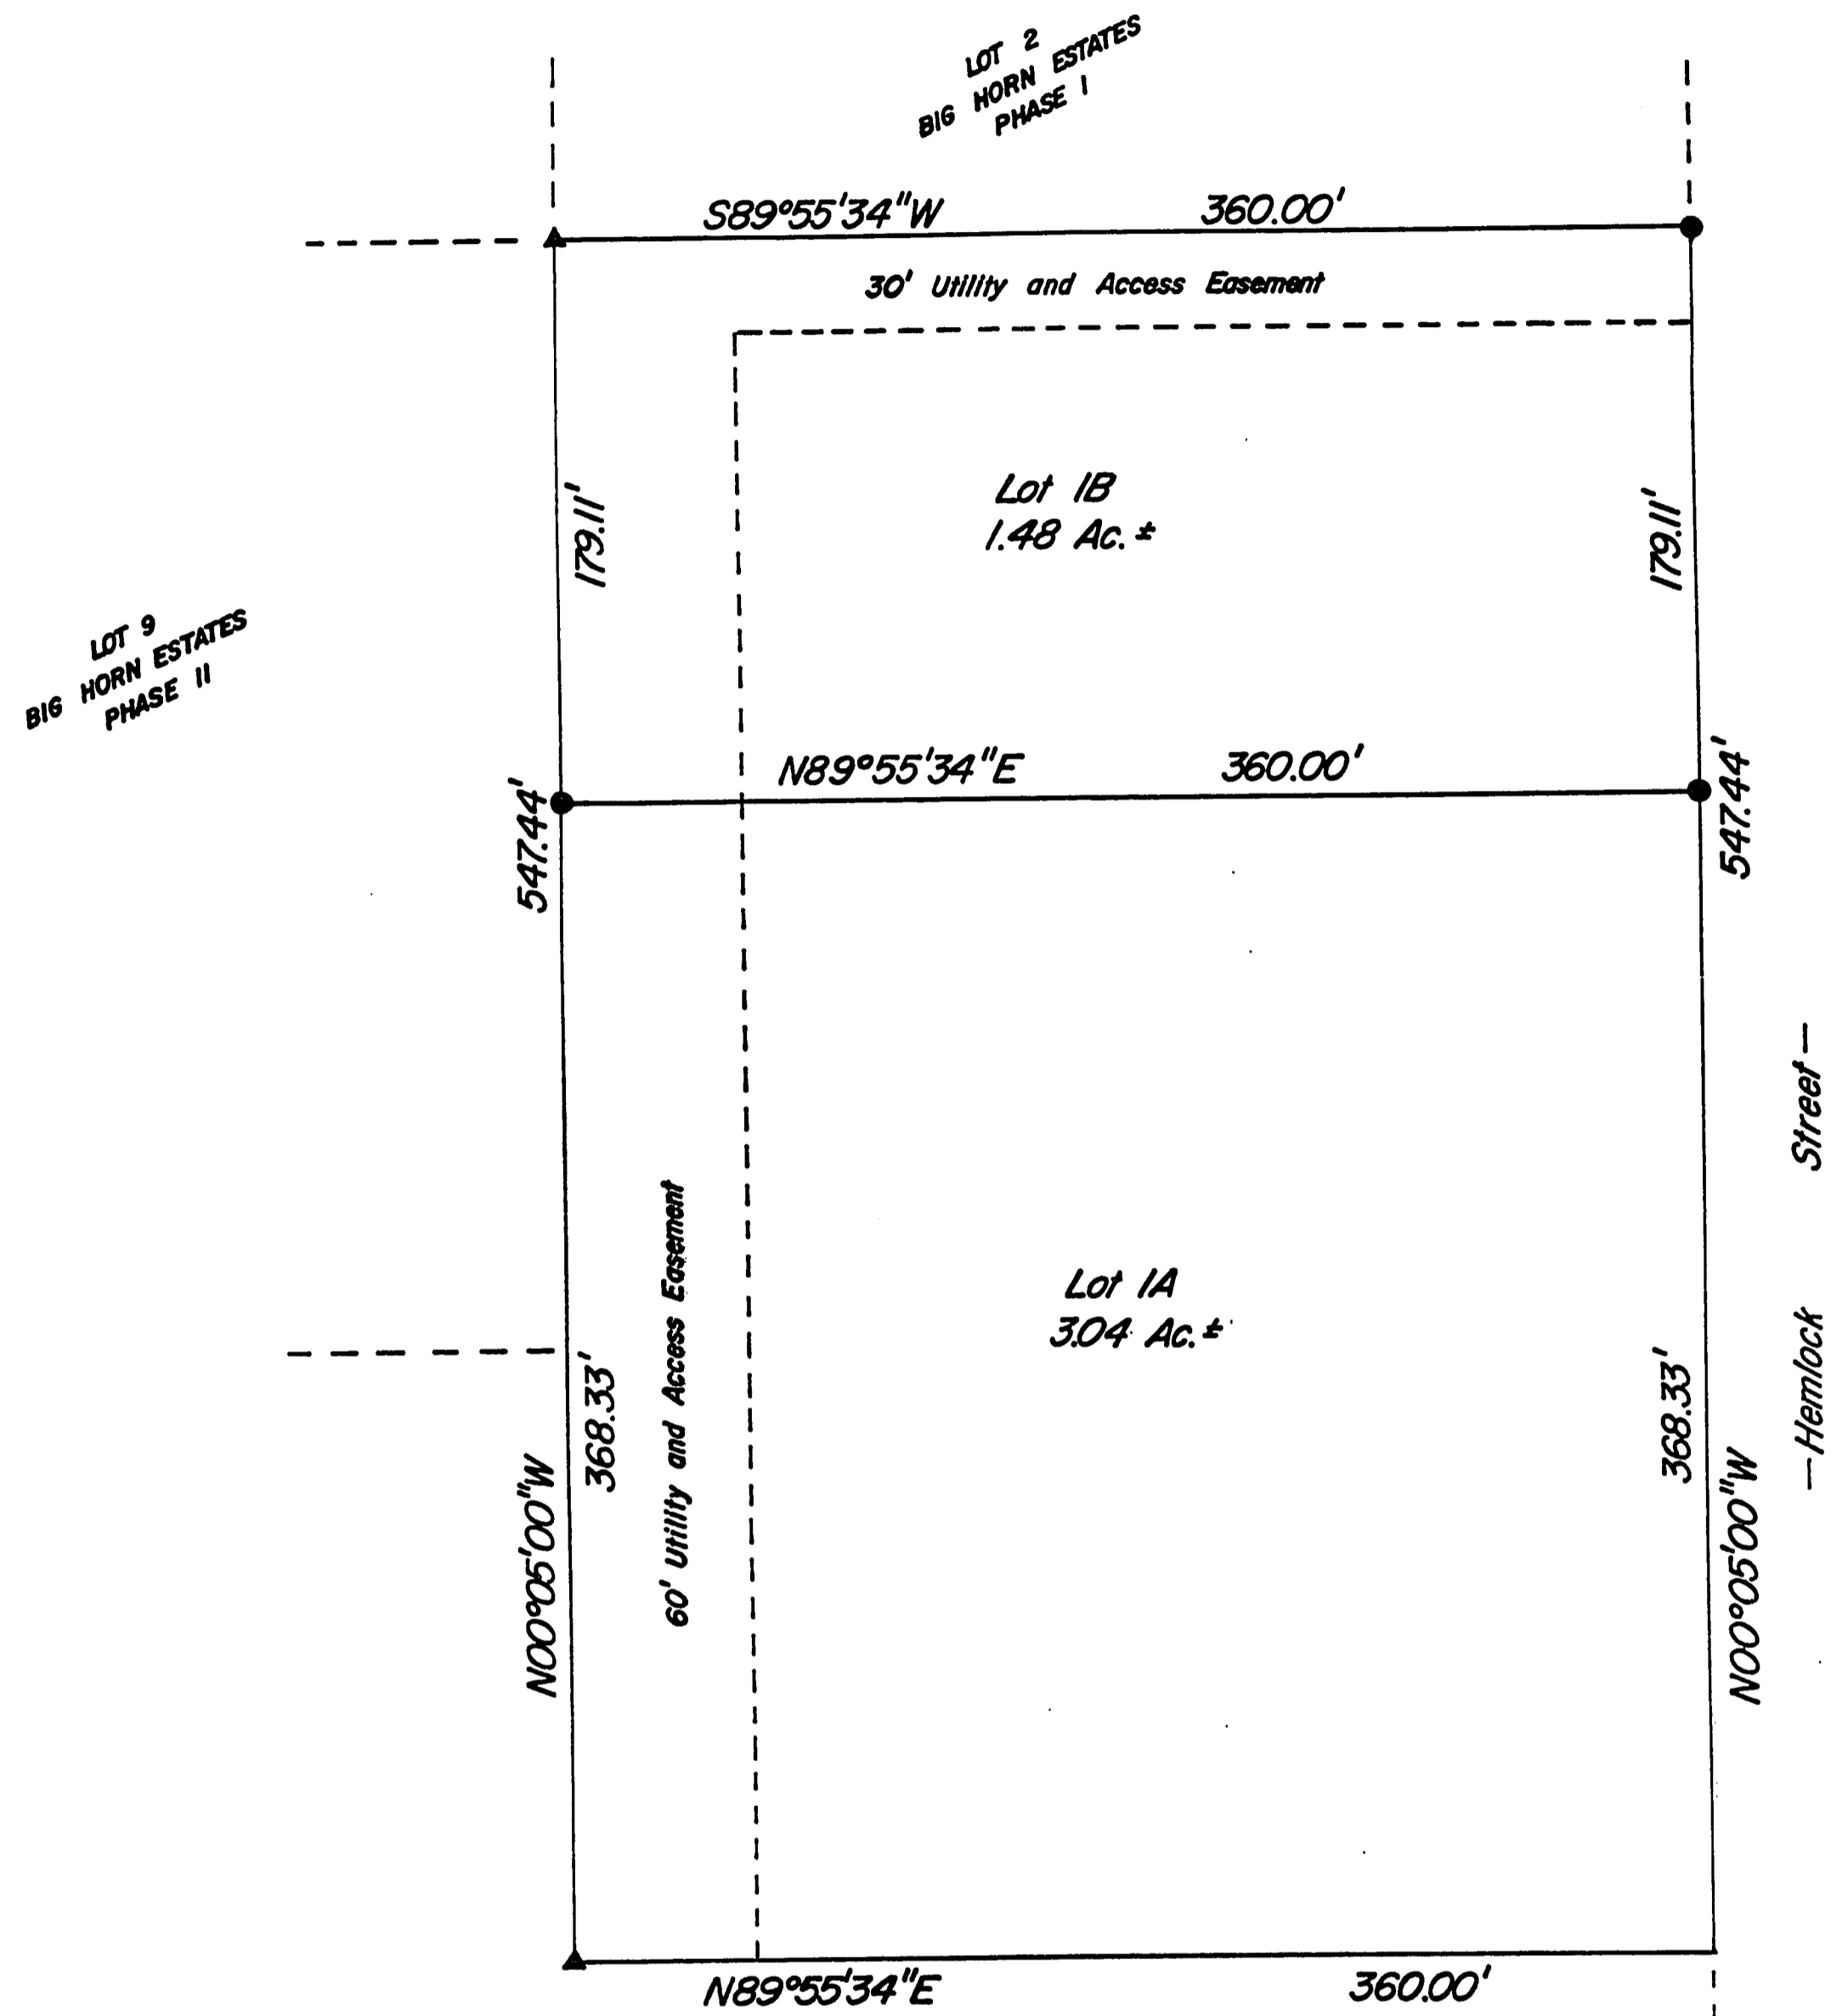 LOT 2
BIG HORN ESTATES
PHASE I
S89°55'34"W 360.00'
30' Utility and Access Easement
Lot 1B
1.48 Ac.±
179.11'
179.11'
LOT 9
BIG HORN ESTATES
PHASE II
N89°55'34"E 360.00'
547.44'
547.44'
Lot 1A
3.04 Ac.±
60' Utility and Access Easement
368.33'
368.33'
N00°05'00"W
N00°05'00"W
—Hemlock Street—
N89°55'34"E 360.00'